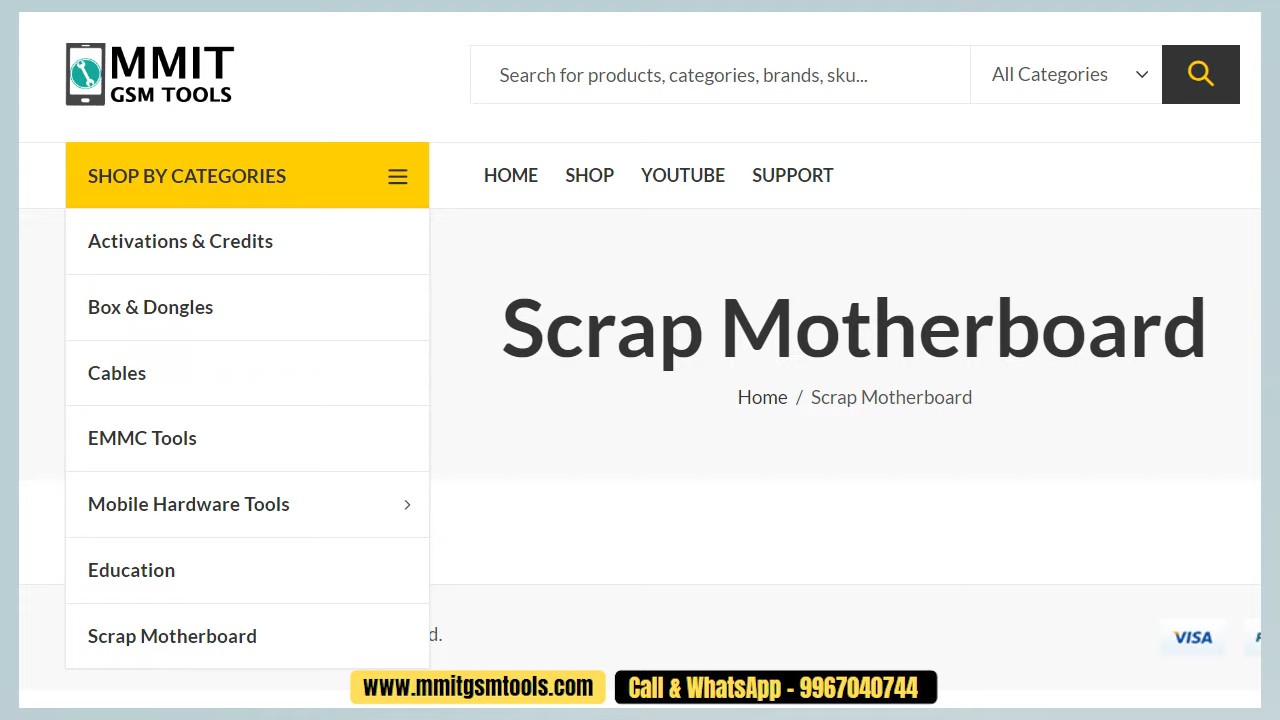 MMIT
GSM TOOLS
Search for products, categories, brands, sku...
All Categories
SHOP BY CATEGORIES
HOME SHOP YOUTUBE SUPPORT
Activations & Credits
Box & Dongles
Cables
EMMC Tools
Mobile Hardware Tools
Education
Scrap Motherboard
Scrap Motherboard
Home / Scrap Motherboard
d.
VISA
www.mmitgsmtools.com
Call & WhatsApp - 9967040744